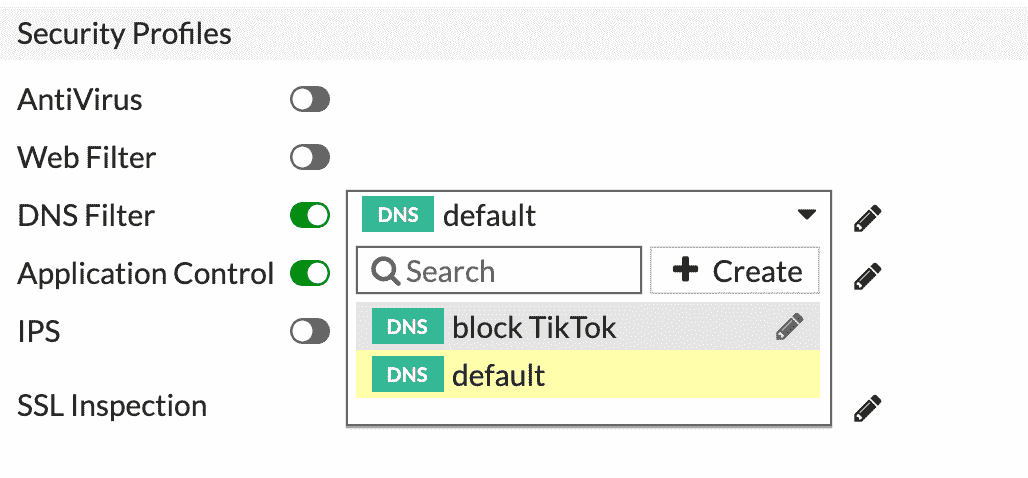 Security Profiles
AntiVirus
Web Filter
DNS Filter
DNS default
Search
Create
Application Control
DNS block TikTok
IPS
DNS default
SSL Inspection